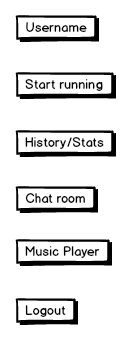 Username
Start running
History/Stats
Chat room
Music Player
Logout